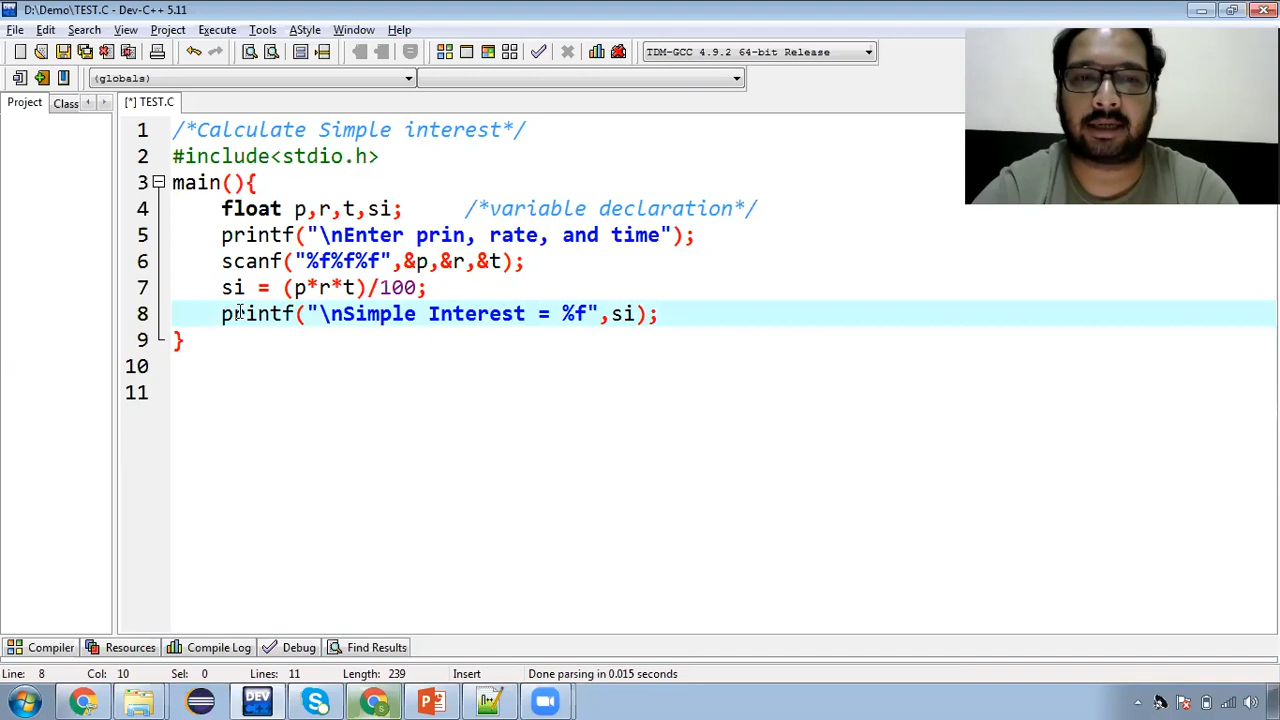 D:\Demo\TEST.C - Dev-C++ 5.11
File Edit Search View Project Execute Tools AStyle Window Help
TDM-GCC 4.9.2 64-bit Release
(globals)
Project Class [*] TEST.C
1 /*Calculate Simple interest*/
2 #include<stdio.h>
3 main(){
4 float p,r,t,si; /*variable declaration*/
5 printf("\nEnter prin, rate, and time");
6 scanf("%f%f%f",&p,&r,&t);
7 si = (p*r*t)/100;
8 printf("\nSimple Interest = %f",si);
9 }
10
11
Compiler Resources Compile Log Debug Find Results
Line: 8 Col: 10 Sel: 0 Lines: 11 Length: 239 Insert Done parsing in 0.015 seconds
DEV
C++